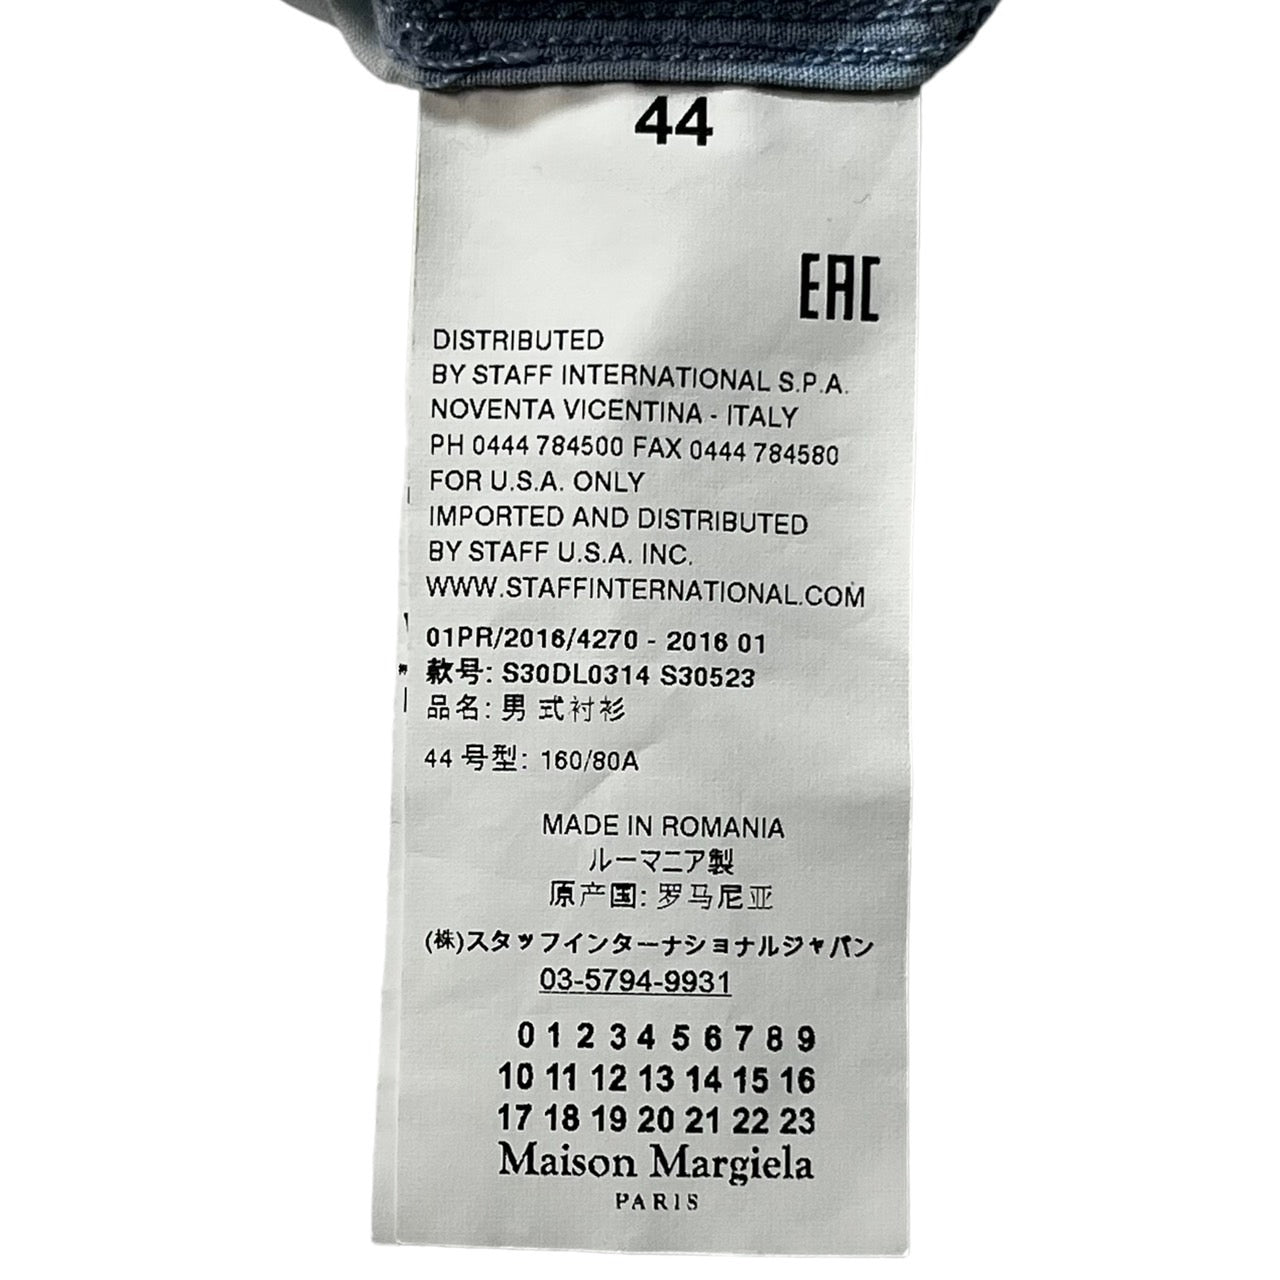 44
EAC
DISTRIBUTED
BY STAFF INTERNATIONAL S.P.A.
NOVENTA VICENTINA - ITALY
PH 0444 784500 FAX 0444 784580
FOR U.S.A. ONLY
IMPORTED AND DISTRIBUTED
BY STAFF U.S.A. INC.
WWW.STAFFINTERNATIONAL.COM
01PR/2016/4270 - 2016 01
款号: S30DL0314 S30523
品名: 男 式衬衫
44 号型: 160/80A
MADE IN ROMANIA
ルーマニア製
原产国: 罗马尼亚
(株)スタッフインターナショナルジャパン
03-5794-9931
0 1 2 3 4 5 6 7 8 9
10 11 12 13 14 15 16
17 18 19 20 21 22 23
Maison Margiela
PARIS